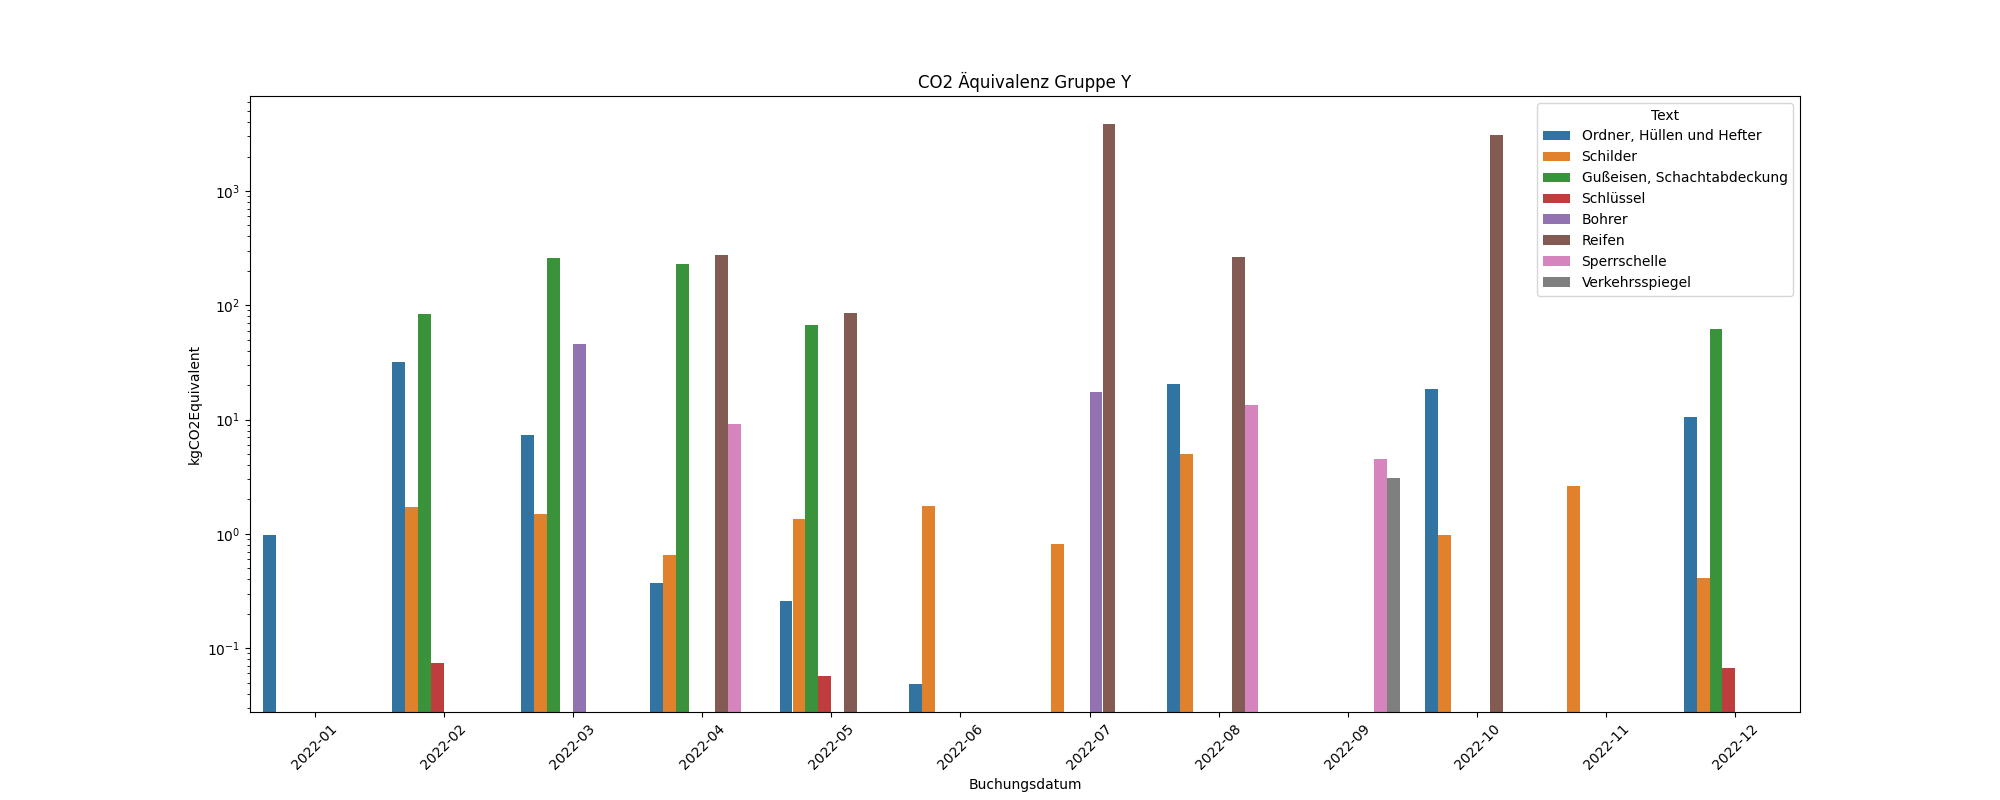 CO2 Äquivalenz Gruppe Y
Text
Ordner, Hüllen und Hefter
Schilder
Gußeisen, Schachtabdeckung
Schlüssel
Bohrer
Reifen
Sperrschelle
Verkehrsspiegel
kgCO2Equivalent
10³
10²
10¹
10⁰
10⁻¹
2022-01 2022-02 2022-03 2022-04 2022-05 2022-06 2022-07 2022-08 2022-09 2022-10 2022-11 2022-12
Buchungsdatum